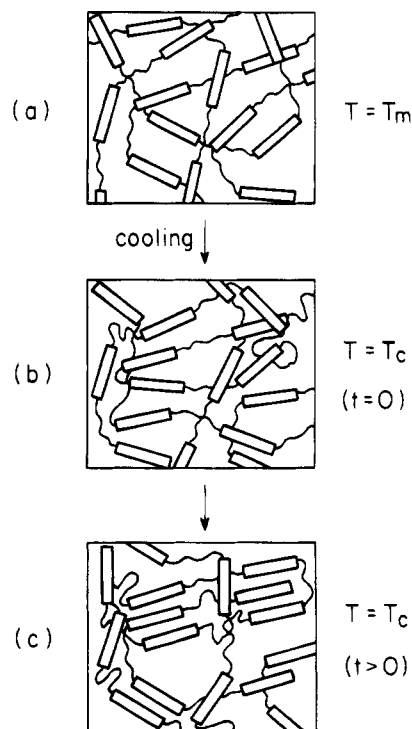 (a) T = Tm
cooling
(b) T = Tc
(t = 0)
(c) T = Tc
(t > 0)